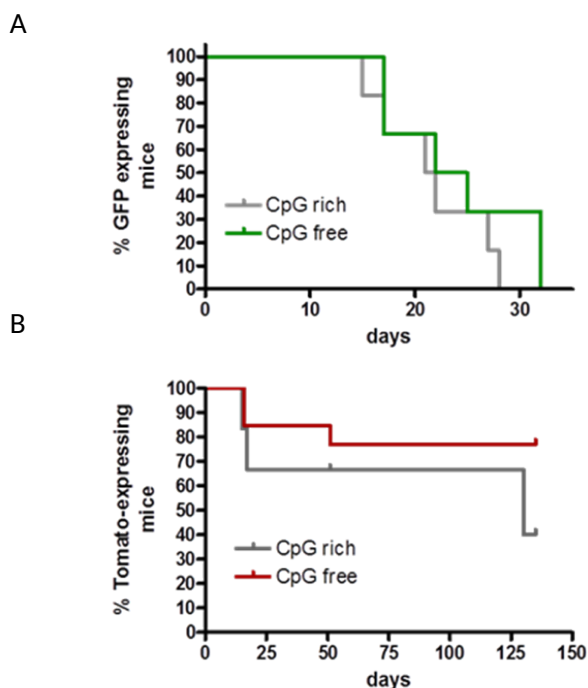 A
100
90
80
70
60
50
40
30
20
10
0
% GFP expressing
mice
CpG rich
CpG free
0 10 20 30
days
B
100
90
80
70
60
50
40
30
20
10
0
% Tomato-expressing
mice
CpG rich
CpG free
0 25 50 75 100 125 150
days